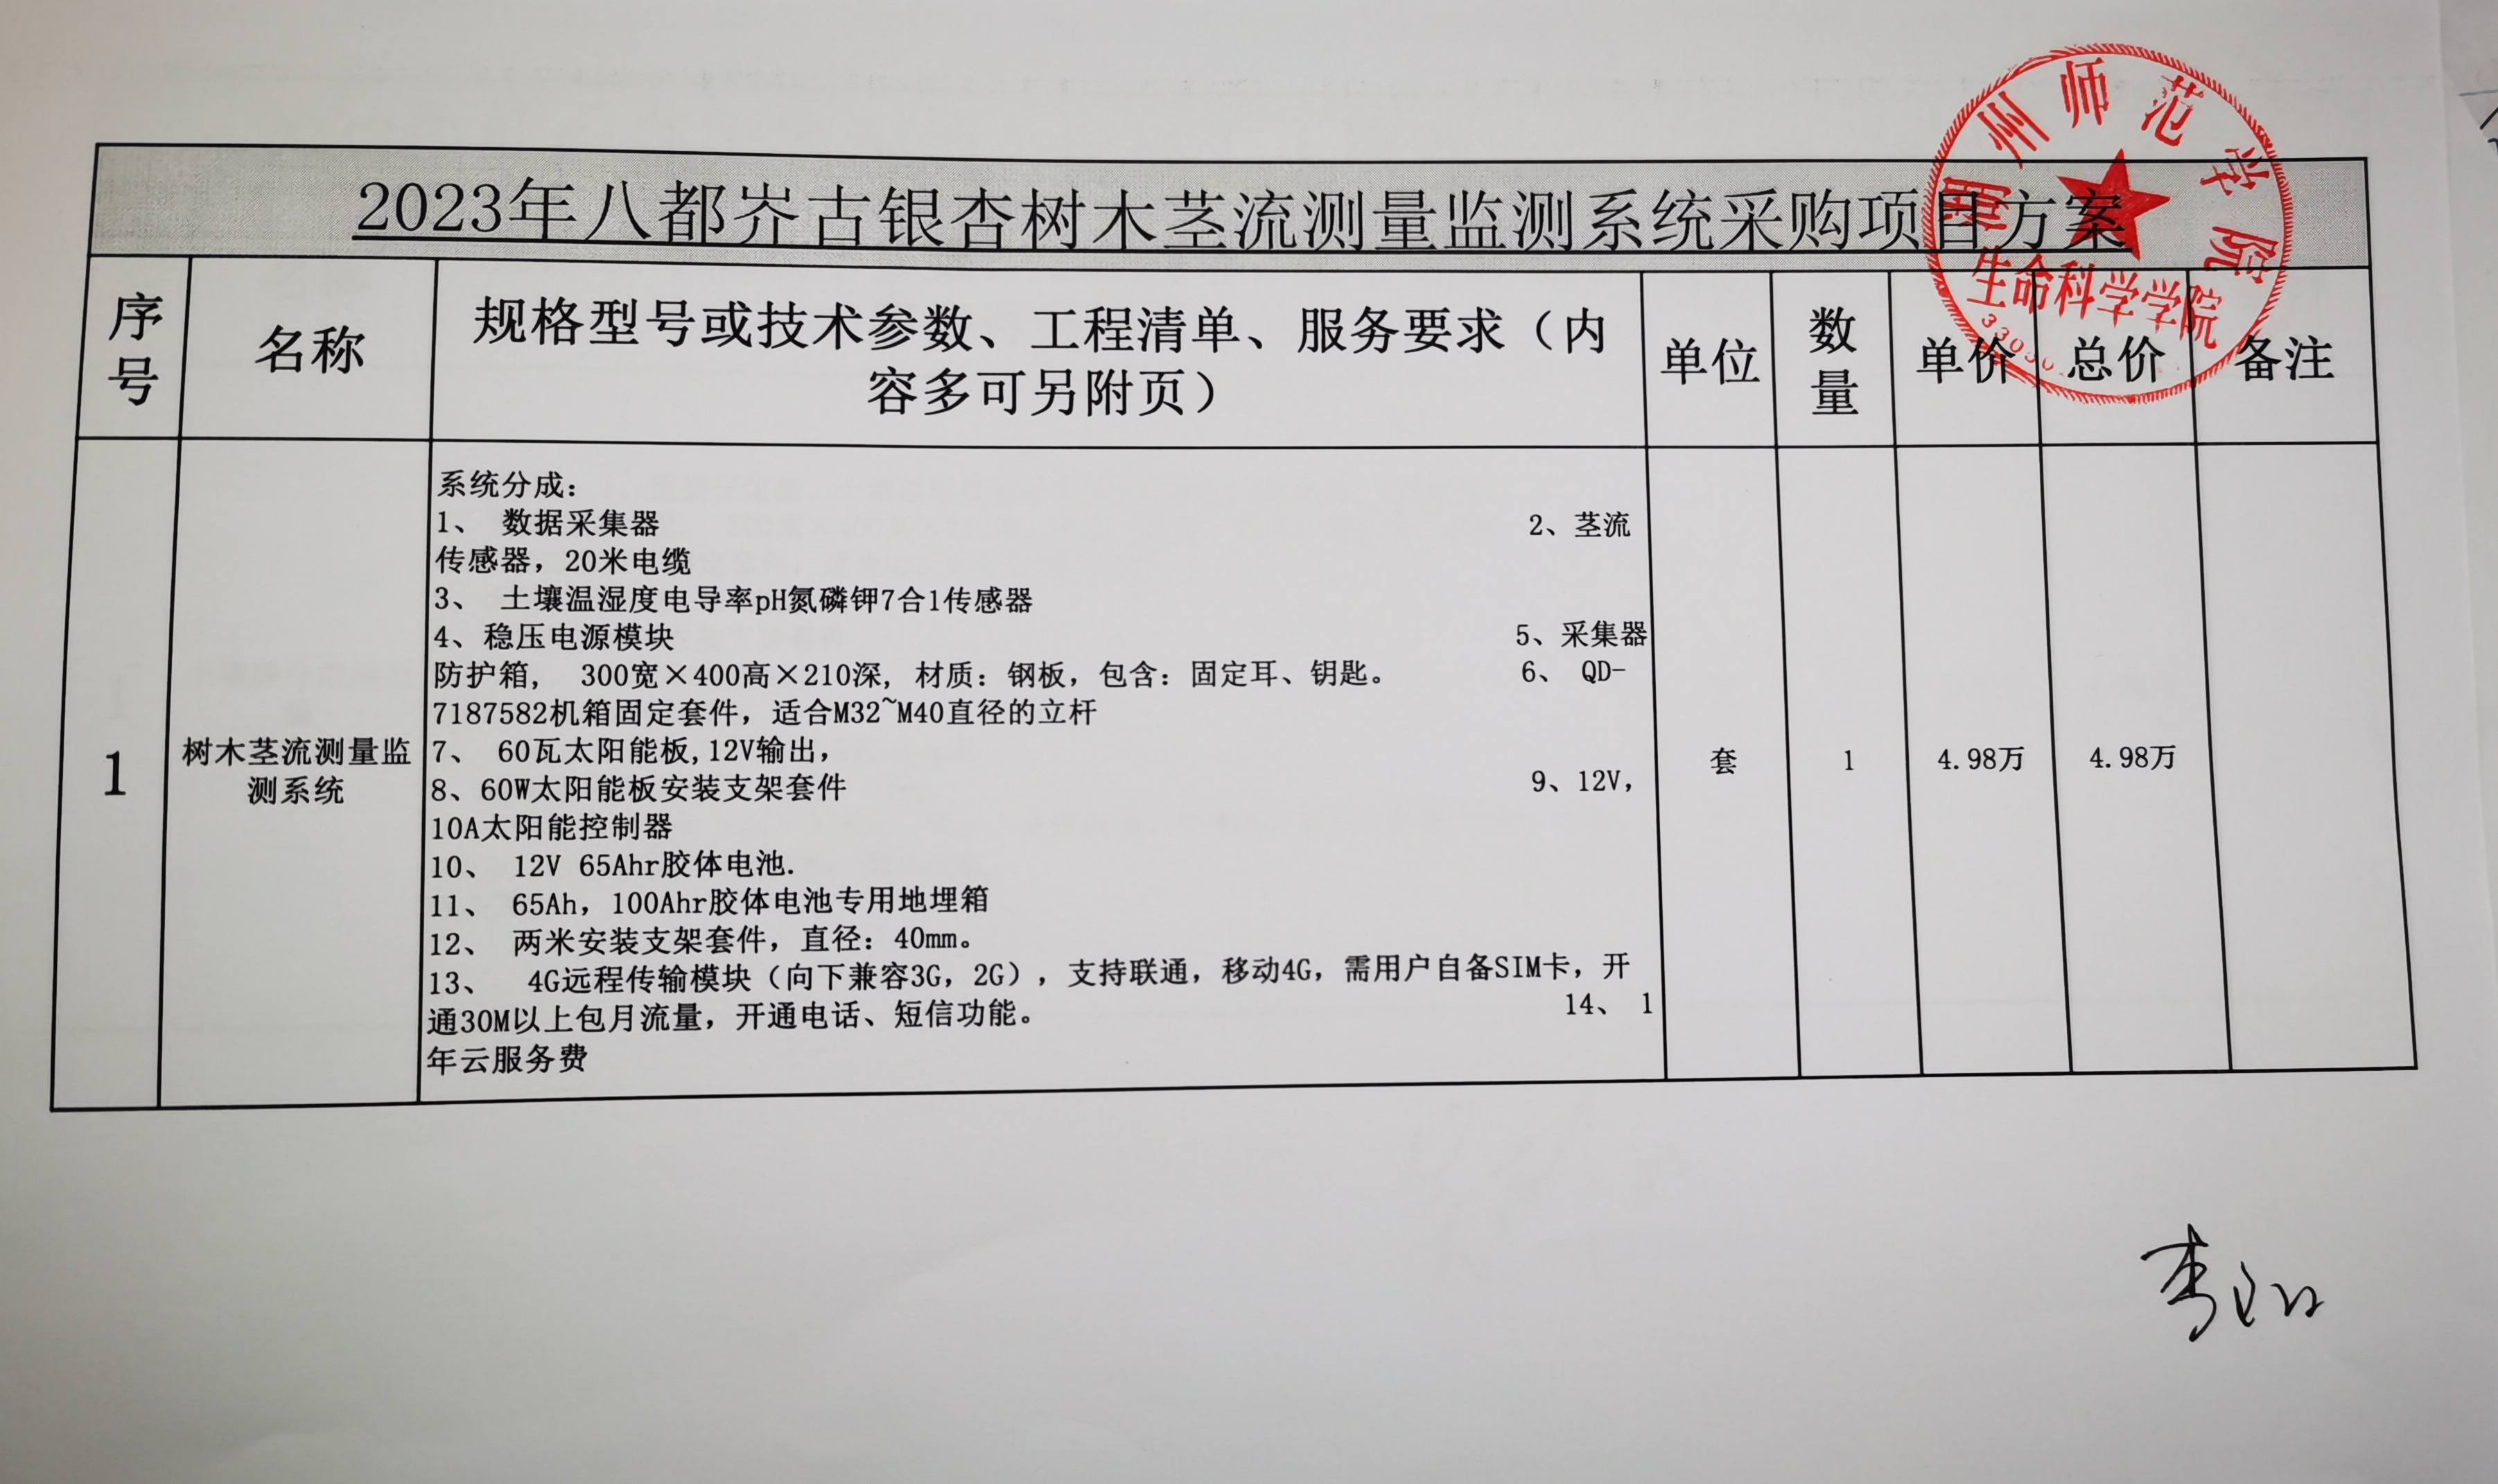 2023年八都岕古银杏树木茎流测量监测系统采购项目方案
序号
名称
规格型号或技术参数、工程清单、服务要求（内
容多可另附页）
单位
数量
单价
总价
备注
1
树木茎流测量监
测系统
系统分成：
1、 数据采集器 2、茎流
传感器，20米电缆
3、 土壤温湿度电导率pH氮磷钾7合1传感器
4、稳压电源模块 5、采集器
防护箱， 300宽×400高×210深，材质：钢板，包含：固定耳、钥匙。 6、 QD-
7187582机箱固定套件，适合M32~M40直径的立杆
7、 60瓦太阳能板,12V输出，
8、60W太阳能板安装支架套件 9、12V，
10A太阳能控制器
10、 12V 65Ahr胶体电池.
11、 65Ah，100Ahr胶体电池专用地埋箱
12、 两米安装支架套件，直径：40mm。
13、 4G远程传输模块（向下兼容3G，2G），支持联通，移动4G，需用户自备SIM卡，开
通30M以上包月流量，开通电话、短信功能。 14、 1
年云服务费
套
1
4.98万
4.98万
州师范学院
生命科学学院